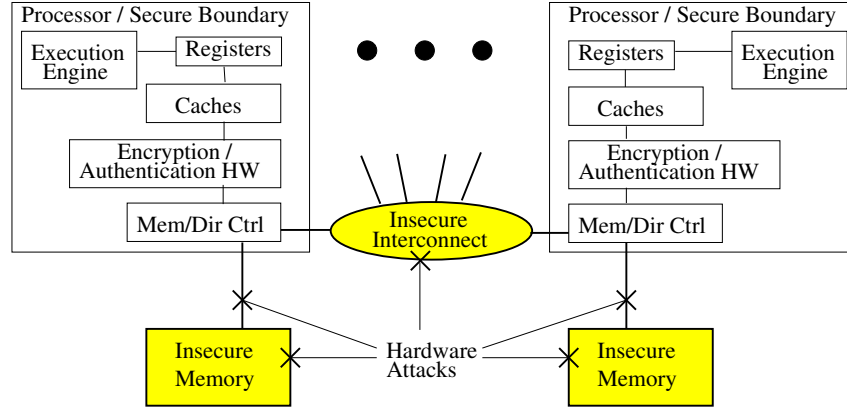 Processor / Secure Boundary
Execution
Engine
Registers
Caches
Encryption /
Authentication HW
Mem/Dir Ctrl
Insecure
Interconnect
Processor / Secure Boundary
Registers
Execution
Engine
Caches
Encryption /
Authentication HW
Mem/Dir Ctrl
Insecure
Memory
Hardware
Attacks
Insecure
Memory